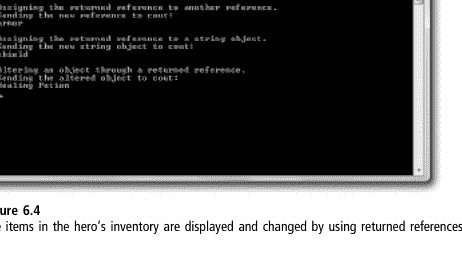 Assigning the returned reference to another reference.
Sending the new reference to cout:
armor
Assigning the returned reference to a string object.
Sending the new string object to cout:
shield
Altering an object through a returned reference.
Sending the altered object to cout:
Healing Potion
ure 6.4
e items in the hero’s inventory are displayed and changed by using returned references